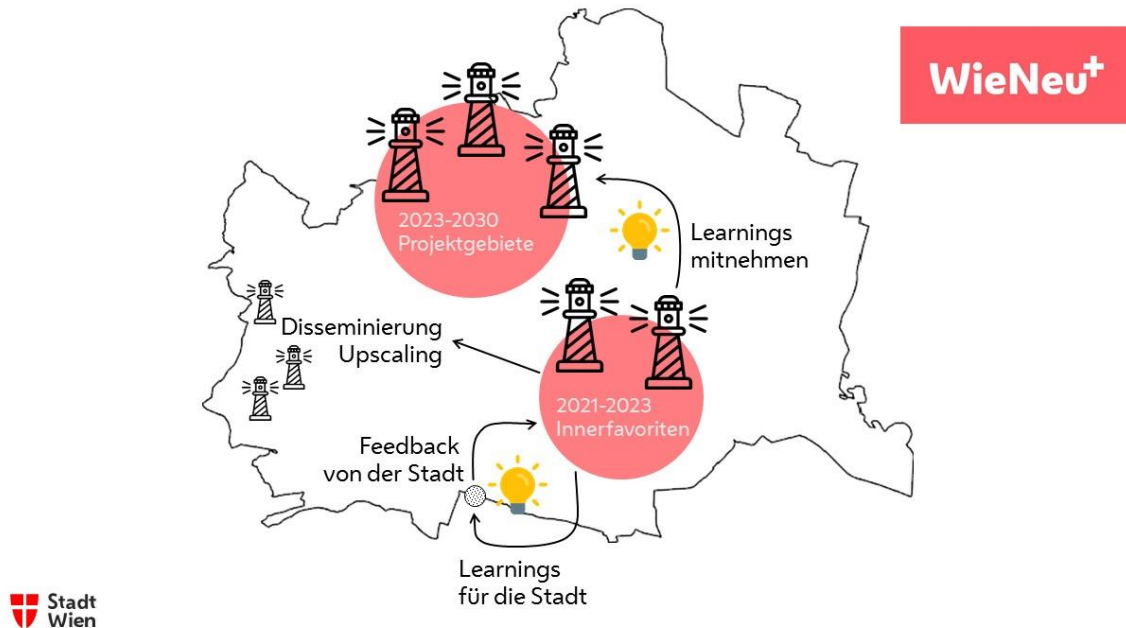 WieNeu+
2023-2030
Projektgebiete
Learnings
mitnehmen
Disseminierung
Upscaling
2021-2023
Innerfavoriten
Feedback
von der Stadt
Learnings
für die Stadt
Stadt
Wien